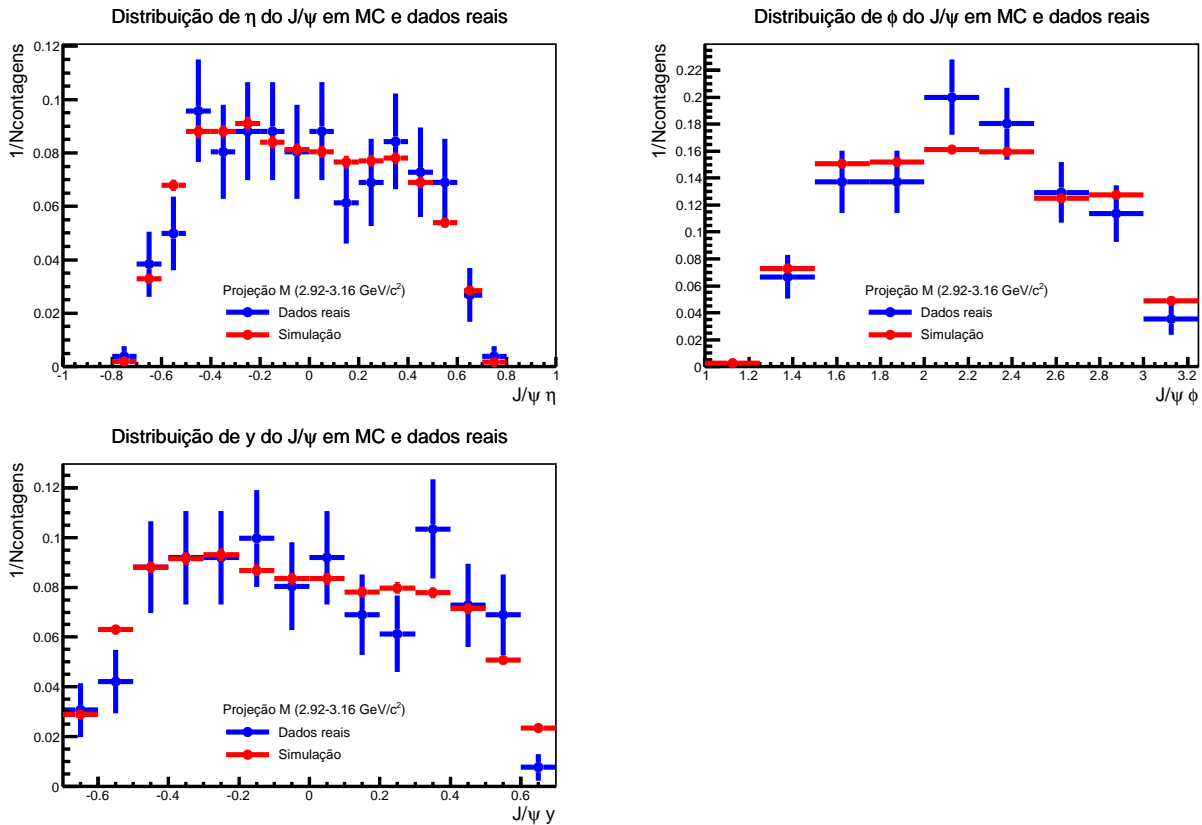 Distribuição de η do J/ψ em MC e dados reais
1/Ncontagens
0.12
0.1
0.08
0.06
0.04
0.02
0
Projeção M (2.92-3.16 GeV/c²)
Dados reais
Simulação
-1 -0.8 -0.6 -0.4 -0.2 0 0.2 0.4 0.6 0.8 1
J/ψ η
Distribuição de ϕ do J/ψ em MC e dados reais
1/Ncontagens
0.22
0.2
0.18
0.16
0.14
0.12
0.1
0.08
0.06
0.04
0.02
0
Projeção M (2.92-3.16 GeV/c²)
Dados reais
Simulação
1 1.2 1.4 1.6 1.8 2 2.2 2.4 2.6 2.8 3 3.2
J/ψ ϕ
Distribuição de y do J/ψ em MC e dados reais
1/Ncontagens
0.12
0.1
0.08
0.06
0.04
0.02
0
Projeção M (2.92-3.16 GeV/c²)
Dados reais
Simulação
-0.6 -0.4 -0.2 0 0.2 0.4 0.6
J/ψ y